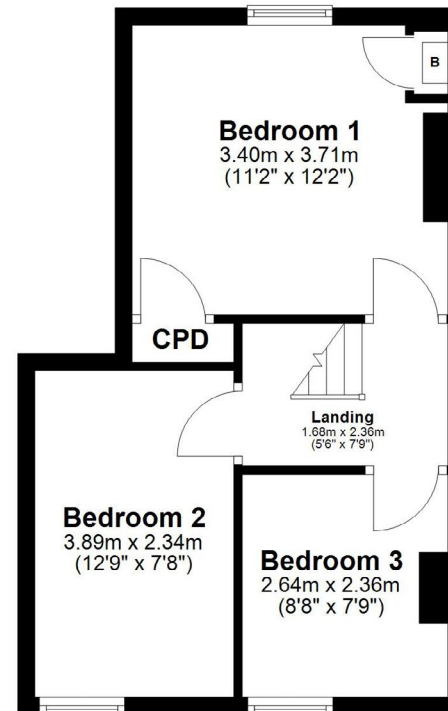 B
Bedroom 1
3.40m x 3.71m
(11'2" x 12'2")
CPD
Landing
1.68m x 2.36m
(5'6" x 7'9")
Bedroom 2
3.89m x 2.34m
(12'9" x 7'8")
Bedroom 3
2.64m x 2.36m
(8'8" x 7'9")